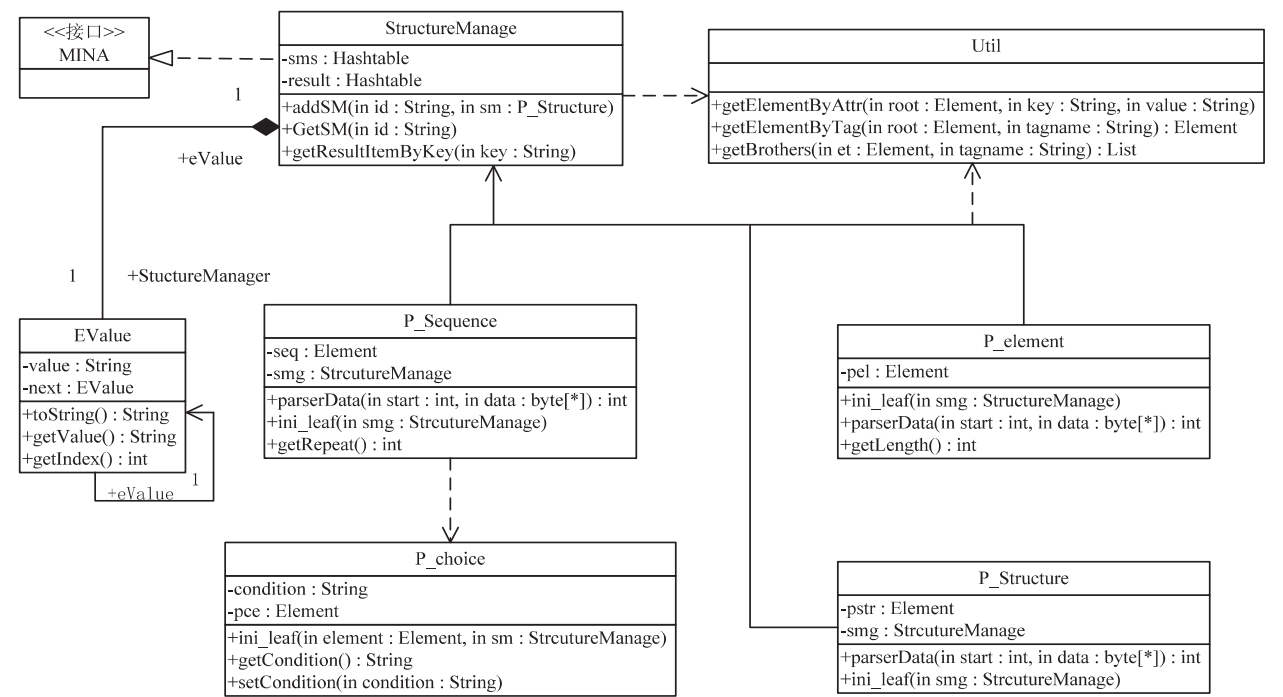 <<接口>>
MINA
StructureManage
-sms : Hashtable
-result : Hashtable
+addSM(in id : String, in sm : P_Structure)
+GetSM(in id : String)
+getResultItemByKey(in key : String)
Util
+getElementByAttr(in root : Element, in key : String, in value : String)
+getElementByTag(in root : Element, in tagname : String) : Element
+getBrothers(in et : Element, in tagname : String) : List
1
+eValue
1
+StuctureManager
EValue
-value : String
-next : EValue
+toString() : String
+getValue() : String
+getIndex() : int
1
+eValue
P_Sequence
-seq : Element
-smg : StrcutureManage
+parserData(in start : int, in data : byte[*]) : int
+ini_leaf(in smg : StrcutureManage)
+getRepeat() : int
P_element
-pel : Element
+ini_leaf(in smg : StructureManage)
+parserData(in start : int, in data : byte[*]) : int
+getLength() : int
P_choice
-condition : String
-pce : Element
+ini_leaf(in element : Element, in sm : StrcutureManage)
+getCondition() : String
+setCondition(in condition : String)
P_Structure
-pstr : Element
-smg : StrcutureManage
+parserData(in start : int, in data : byte[*]) : int
+ini_leaf(in smg : StructureManage)